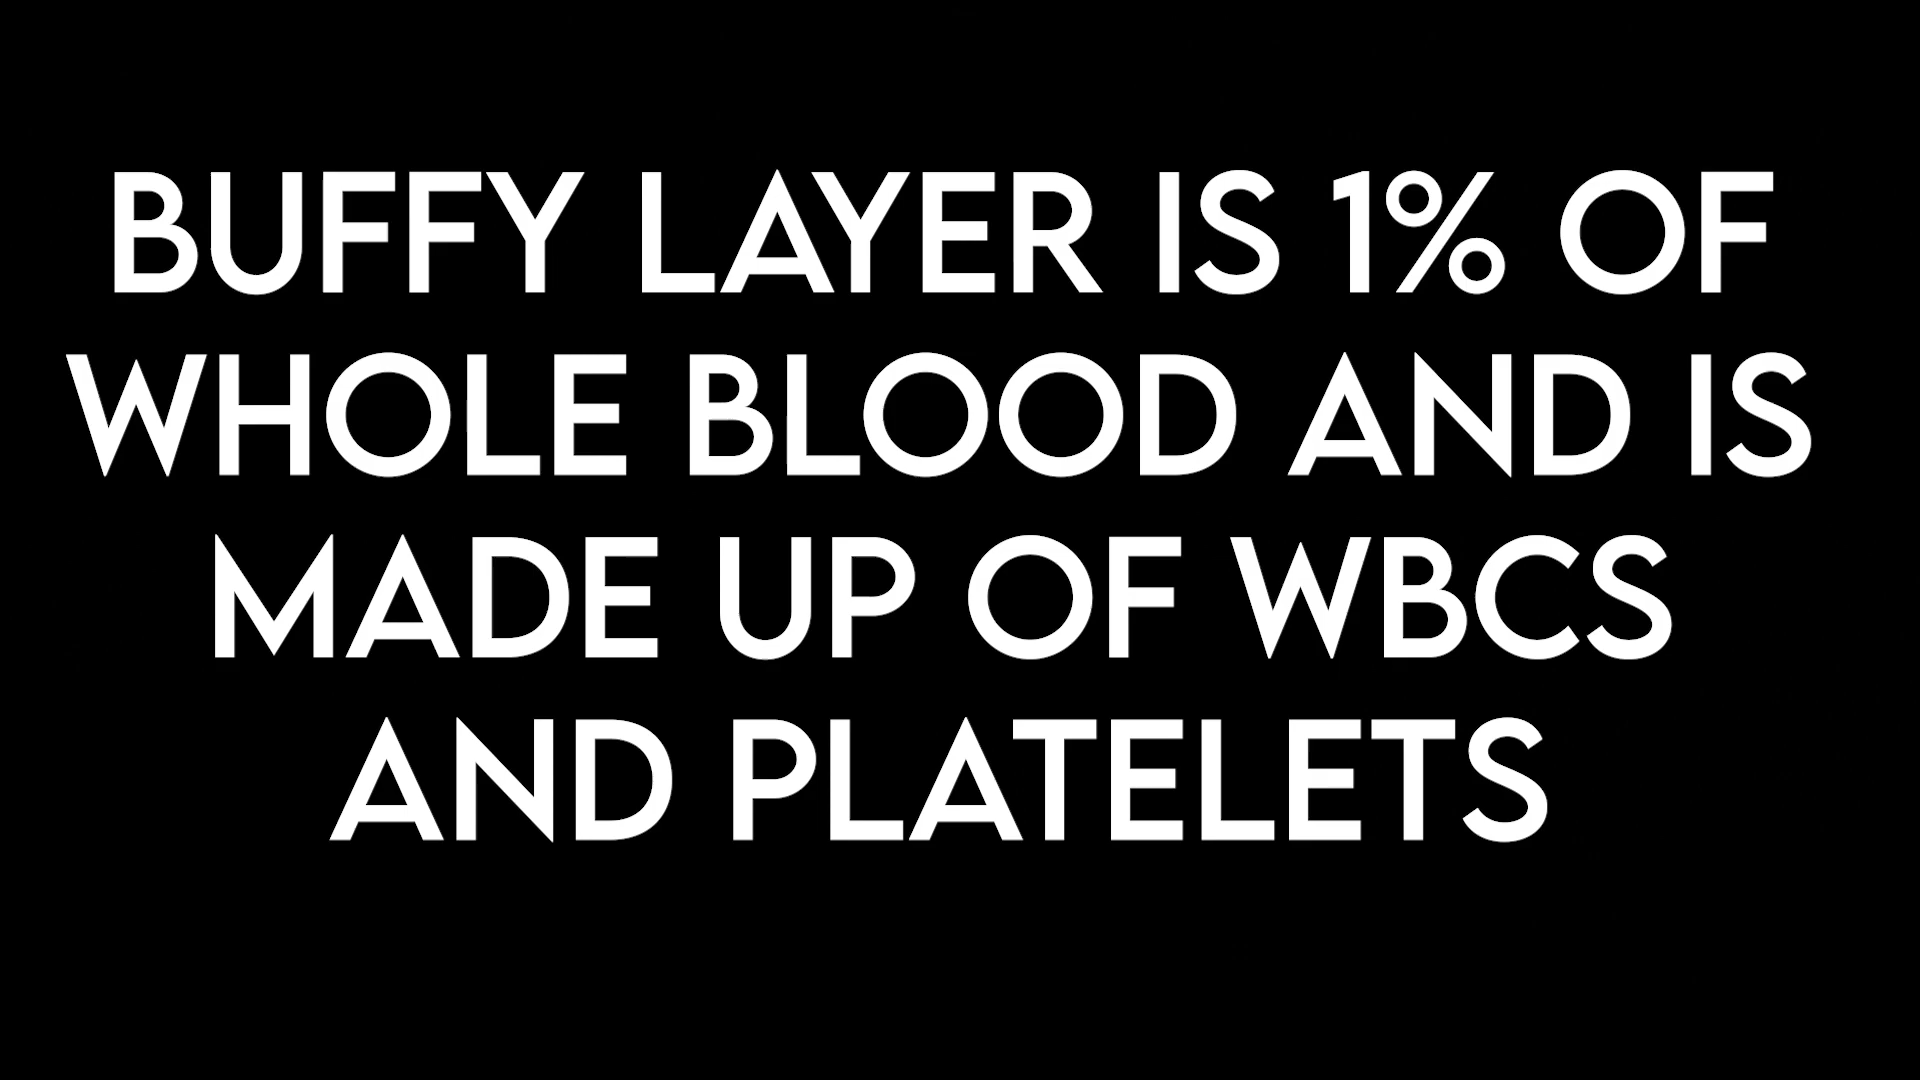 BUFFY LAYER IS 1% OF
WHOLE BLOOD AND IS
MADE UP OF WBCS
AND PLATELETS